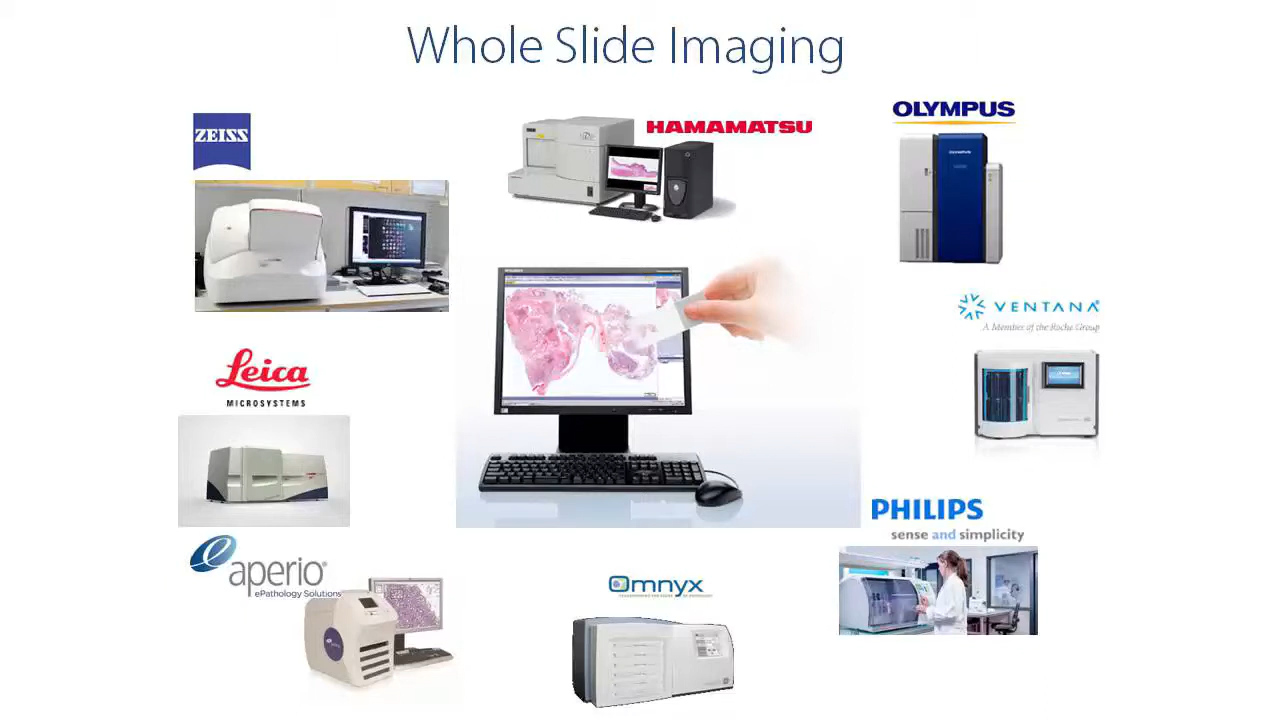 Whole Slide Imaging
ZEISS
HAMAMATSU
OLYMPUS
OLYMPUS
VENTANA
A Member of the Roche Group
Leica
MICROSYSTEMS
PHILIPS
sense and simplicity
aperio
ePathology Solutions
Omnyx